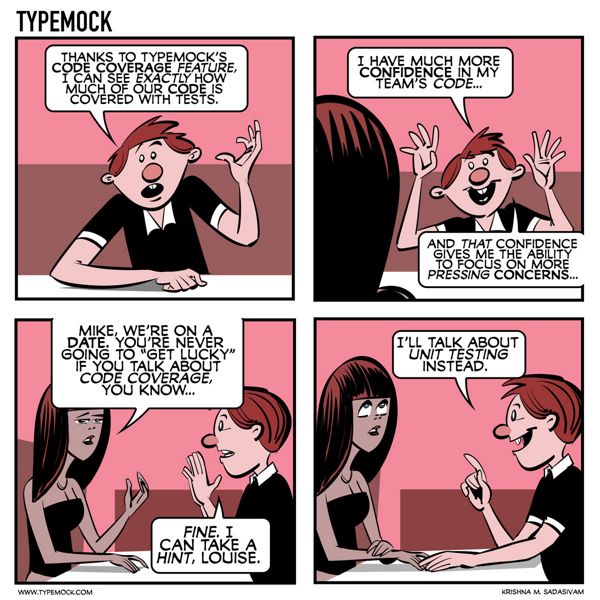 TYPEMOCK
THANKS TO TYPEMOCK'S
CODE COVERAGE FEATURE,
I CAN SEE EXACTLY HOW
MUCH OF OUR CODE IS
COVERED WITH TESTS.
I HAVE MUCH MORE
CONFIDENCE IN MY
TEAM'S CODE...
AND THAT CONFIDENCE
GIVES ME THE ABILITY
TO FOCUS ON MORE
PRESSING CONCERNS...
MIKE, WE'RE ON A
DATE. YOU'RE NEVER
GOING TO "GET LUCKY"
IF YOU TALK ABOUT
CODE COVERAGE,
YOU KNOW...
FINE. I
CAN TAKE A
HINT, LOUISE.
I'LL TALK ABOUT
UNIT TESTING
INSTEAD.
WWW.TYPEMOCK.COM
KRISHNA M. SADASIVAM